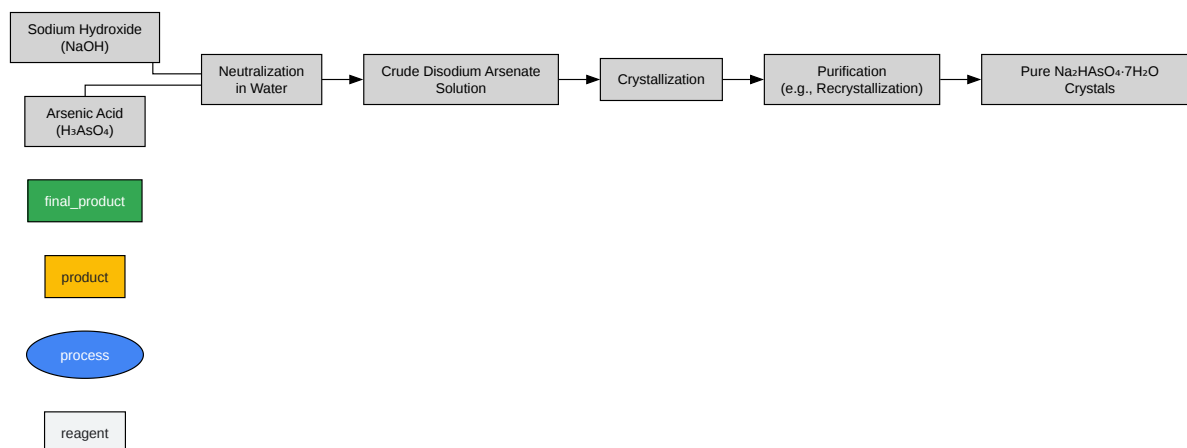 Sodium Hydroxide
(NaOH)
Arsenic Acid
(H₃AsO₄)
Neutralization
in Water
Crude Disodium Arsenate
Solution
Crystallization
Purification
(e.g., Recrystallization)
Pure Na₂HAsO₄·7H₂O
Crystals
final_product
product
process
reagent